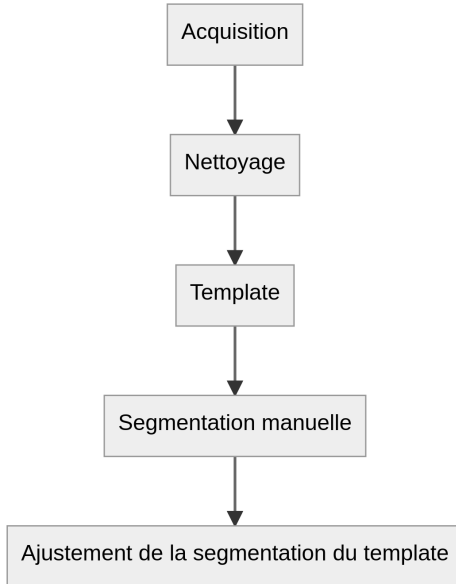 Acquisition
Nettoyage
Template
Segmentation manuelle
Ajustement de la segmentation du template